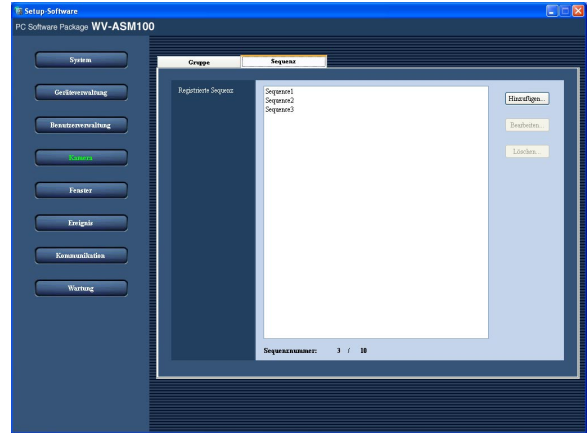 Setup-Software
PC Software Package WV-ASM100
System
Geräteverwaltung
Benutzerverwaltung
Kamera
Fenster
Ereignis
Kommunikation
Wartung
Gruppe
Sequenz
Registrierte Sequenz
Sequence1
Sequence2
Sequence3
Hinzufügen...
Bearbeiten...
Löschen...
Sequenznummer: 3 / 10